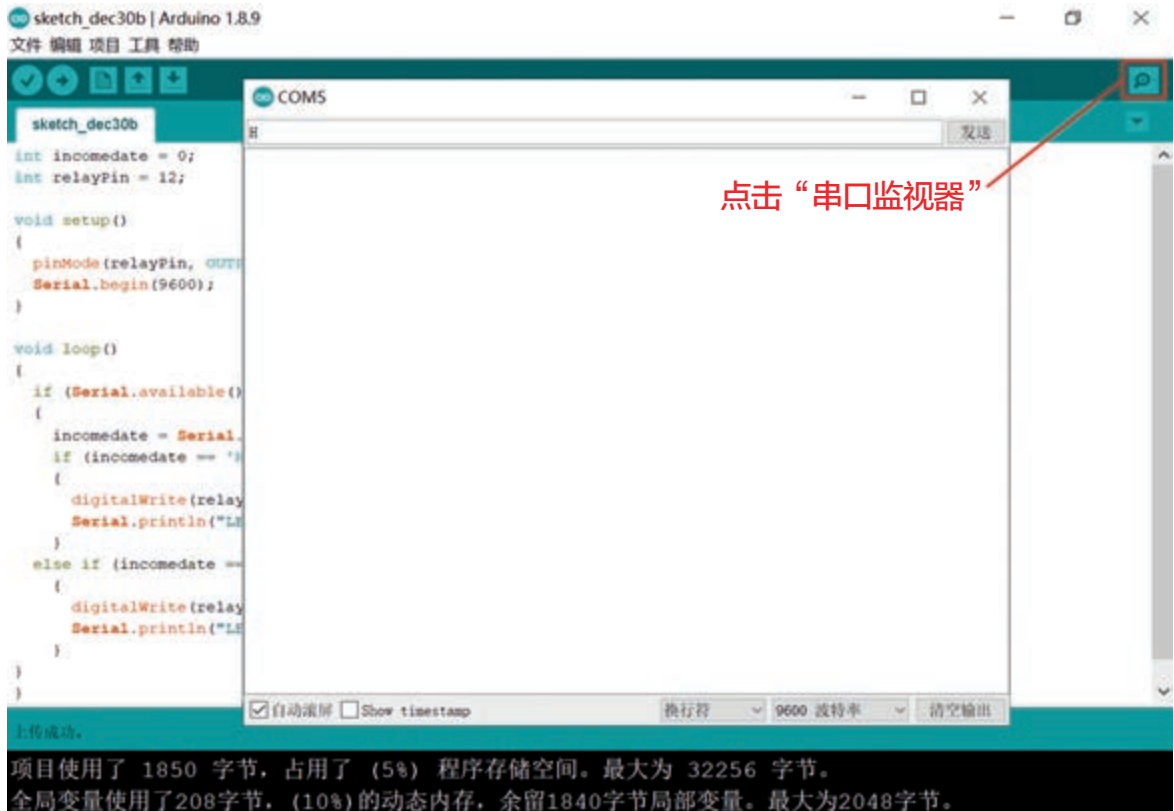 sketch_dec30b | Arduino 1.8.9
文件 编辑 项目 工具 帮助
COM5
sketch_dec30b
H
发送
int incomedate = 0;
int relayPin = 12;
点击“串口监视器”
void setup()
{
pinMode(relayPin, OUTP
Serial.begin(9600);
}
void loop()
{
if (Serial.available()
{
incomedate = Serial.
if (incomedate == 'H
{
digitalWrite(relay
Serial.println("LE
}
else if (incomedate ==
{
digitalWrite(relay
Serial.println("LE
}
}
}
自动滚屏 Show timestamp 换行符 9600 波特率 清空输出
上传成功。
项目使用了 1850 字节，占用了 (5%) 程序存储空间。最大为 32256 字节。
全局变量使用了208字节，(10%)的动态内存，余留1840字节局部变量。最大为2048字节。